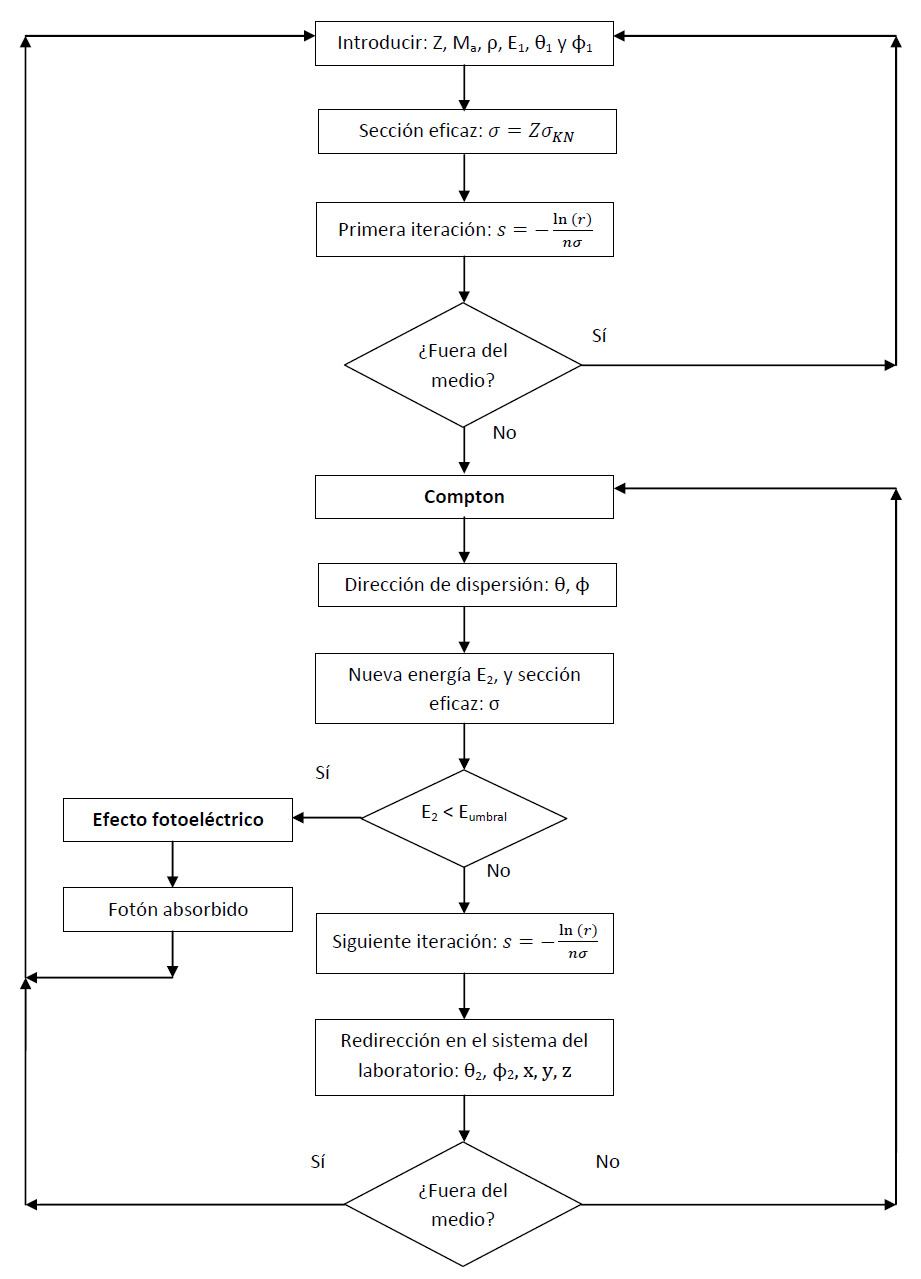 Introducir: Z, Mₐ, ρ, E₁, θ₁ y ϕ₁
Sección eficaz: σ = Zσ_KN
Primera iteración: s = − ln (r) / nσ
¿Fuera del
medio?
Sí
No
Compton
Dirección de dispersión: θ, ϕ
Nueva energía E₂, y sección
eficaz: σ
Sí
E₂ < E_umbral
Efecto fotoeléctrico
No
Fotón absorbido
Siguiente iteración: s = − ln (r) / nσ
Redirección en el sistema del
laboratorio: θ₂, ϕ₂, x, y, z
Sí
No
¿Fuera del
medio?